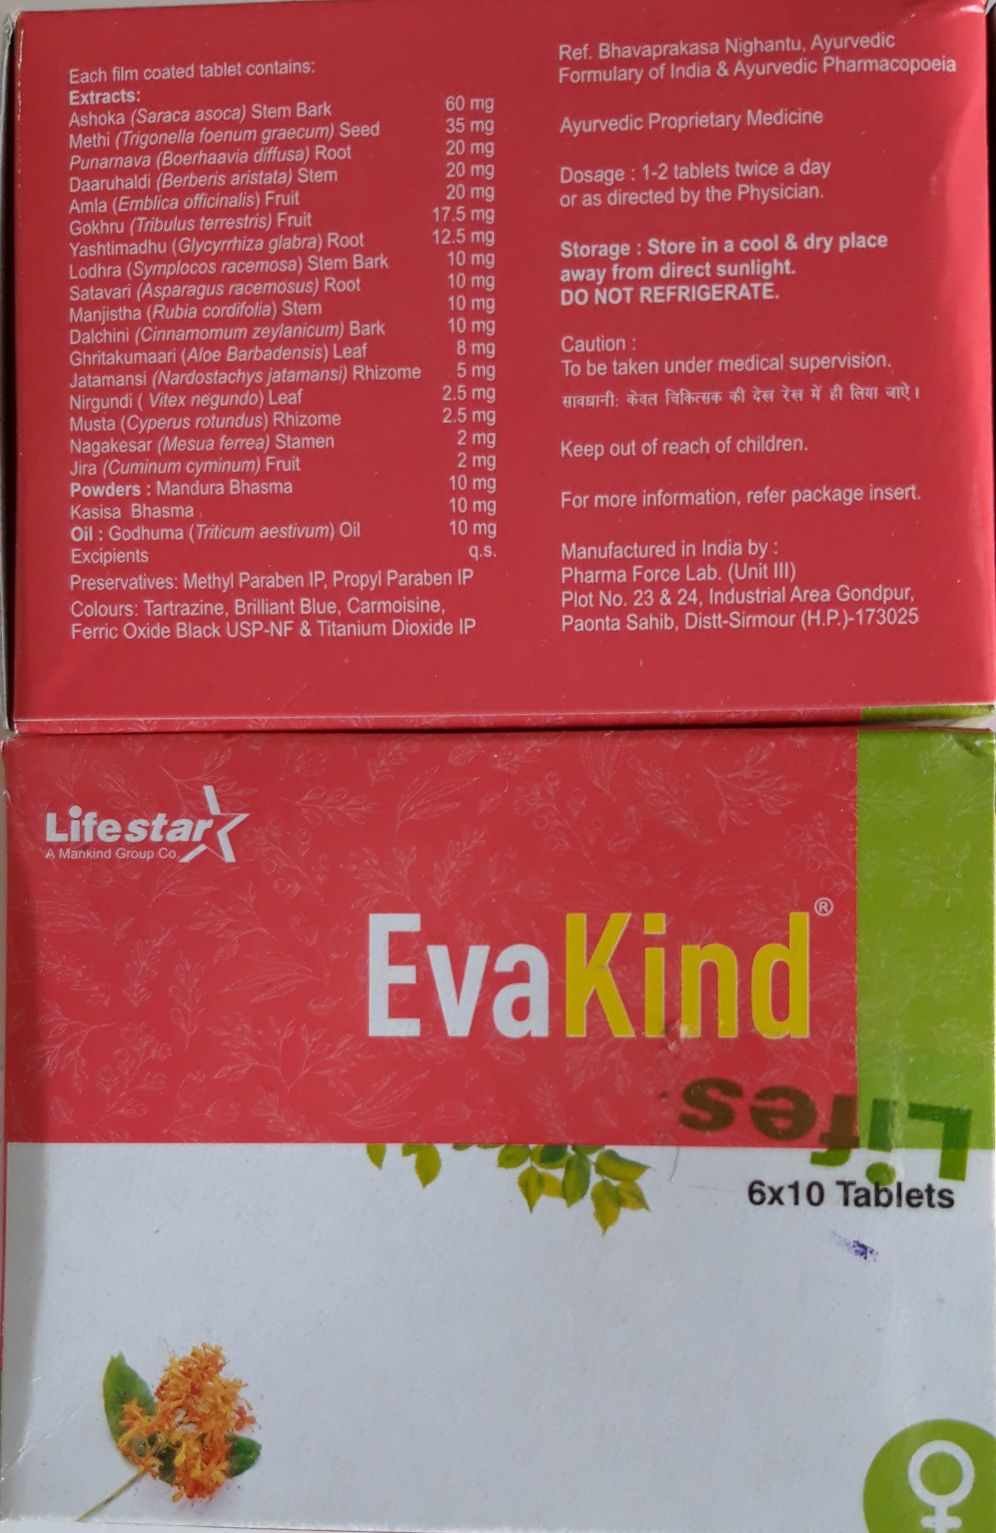 Each film coated tablet contains:
Extracts:
Ashoka (Saraca asoca) Stem Bark 60 mg
Methi (Trigonella foenum graecum) Seed 35 mg
Punarnava (Boerhaavia diffusa) Root 20 mg
Daaruhaldi (Berberis aristata) Stem 20 mg
Amla (Emblica officinalis) Fruit 20 mg
Gokhru (Tribulus terrestris) Fruit 17.5 mg
Yashtimadhu (Glycyrrhiza glabra) Root 12.5 mg
Lodhra (Symplocos racemosa) Stem Bark 10 mg
Satavari (Asparagus racemosus) Root 10 mg
Manjistha (Rubia cordifolia) Stem 10 mg
Dalchini (Cinnamomum zeylanicum) Bark 10 mg
Ghritakumaari (Aloe Barbadensis) Leaf 8 mg
Jatamansi (Nardostachys jatamansi) Rhizome 5 mg
Nirgundi ( Vitex negundo) Leaf 2.5 mg
Musta (Cyperus rotundus) Rhizome 2.5 mg
Nagakesar (Mesua ferrea) Stamen 2 mg
Jira (Cuminum cyminum) Fruit 2 mg
Powders : Mandura Bhasma 10 mg
Kasisa Bhasma 10 mg
Oil : Godhuma (Triticum aestivum) Oil 10 mg
Excipients q.s.
Preservatives: Methyl Paraben IP, Propyl Paraben IP
Colours: Tartrazine, Brilliant Blue, Carmoisine,
Ferric Oxide Black USP-NF & Titanium Dioxide IP
Ref. Bhavaprakasa Nighantu, Ayurvedic
Formulary of India & Ayurvedic Pharmacopoeia
Ayurvedic Proprietary Medicine
Dosage : 1-2 tablets twice a day
or as directed by the Physician.
Storage : Store in a cool & dry place
away from direct sunlight.
DO NOT REFRIGERATE.
Caution :
To be taken under medical supervision.
सावधानी: केवल चिकित्सक की देख रेख में ही लिया जाऐ।
Keep out of reach of children.
For more information, refer package insert.
Manufactured in India by :
Pharma Force Lab. (Unit III)
Plot No. 23 & 24, Industrial Area Gondpur,
Paonta Sahib, Distt-Sirmour (H.P.)-173025
Lifestar
A Mankind Group Co.
EvaKind®
Lifes
6x10 Tablets